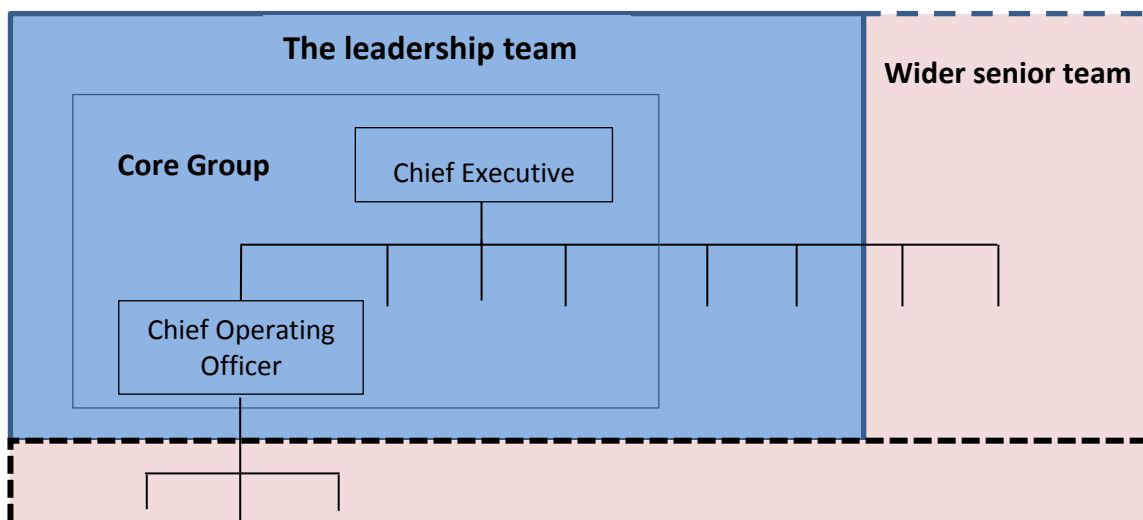 The leadership team
Wider senior team
Core Group
Chief Executive
Chief Operating
Officer